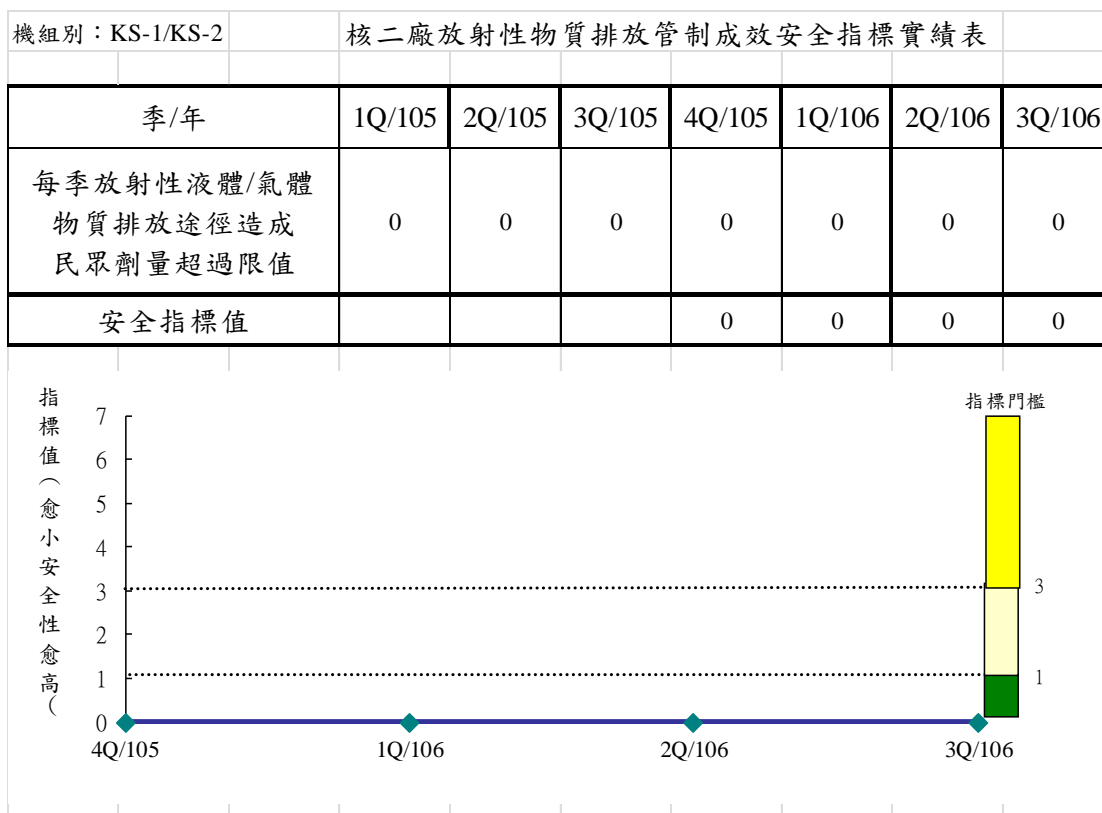 機組別：KS-1/KS-2 核二廠放射性物質排放管制成效安全指標實績表
季/年 1Q/105 2Q/105 3Q/105 4Q/105 1Q/106 2Q/106 3Q/106
每季放射性液體/氣體
物質排放途徑造成
民眾劑量超過限值
0 0 0 0 0 0 0
安全指標值 0 0 0 0
指標值（愈小安全性愈高（
指標門檻
7
6
5
4
3
2
1
0
3
1
4Q/105 1Q/106 2Q/106 3Q/106